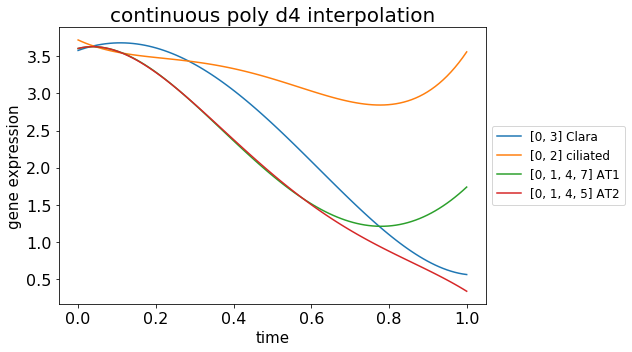 continuous poly d4 interpolation
gene expression
3.5
3.0
2.5
2.0
1.5
1.0
0.5
0.0 0.2 0.4 0.6 0.8 1.0
time
[0, 3] Clara
[0, 2] ciliated
[0, 1, 4, 7] AT1
[0, 1, 4, 5] AT2